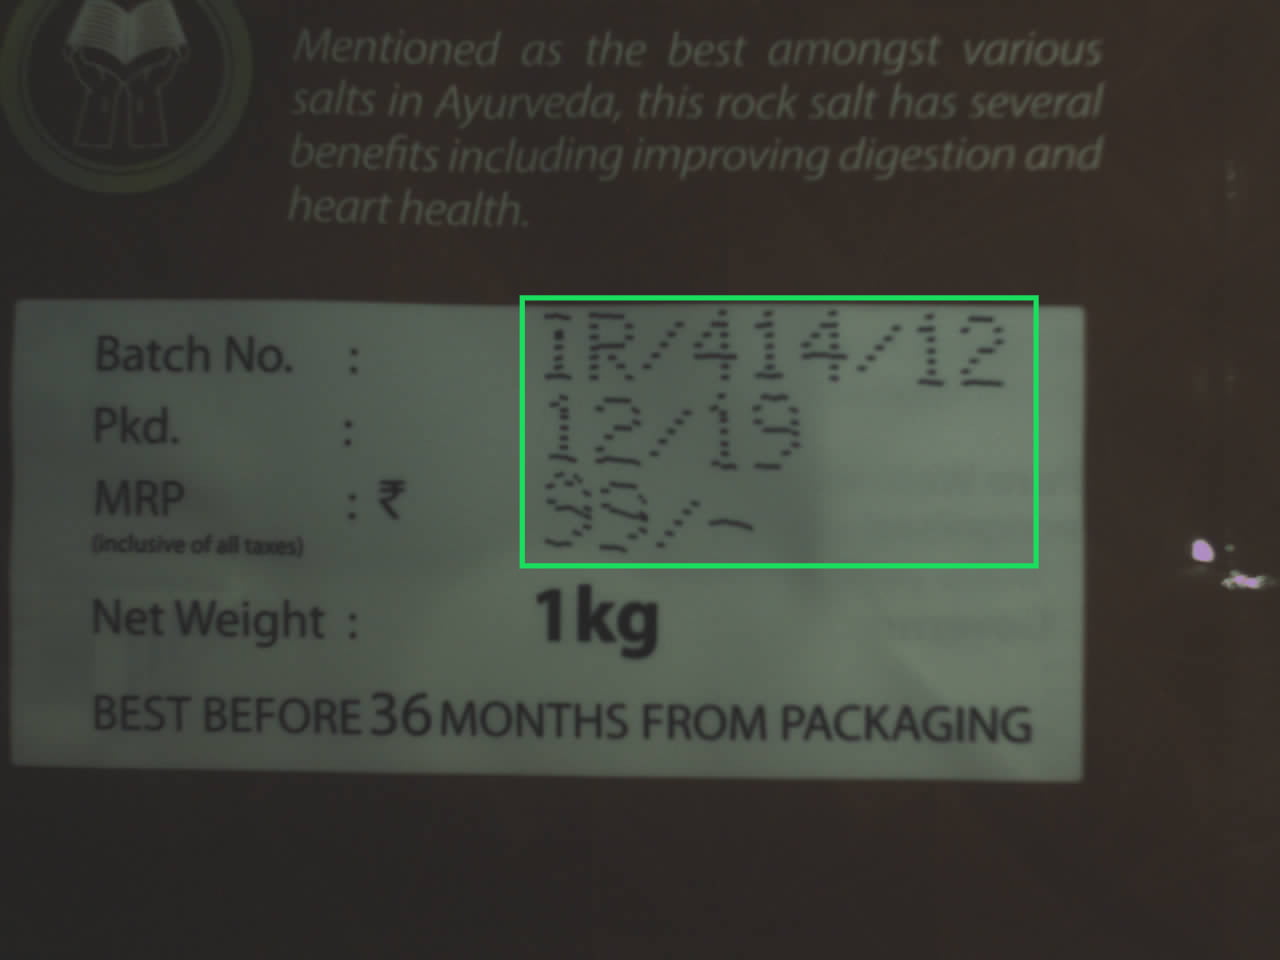 Mentioned as the best amongst various
salts in Ayurveda, this rock salt has several
benefits including improving digestion and
heart health.
Batch No. : IR/414/12
Pkd. : 12/19
MRP : ₹ 99/-
(inclusive of all taxes)
Net Weight : 1kg
BEST BEFORE 36 MONTHS FROM PACKAGING